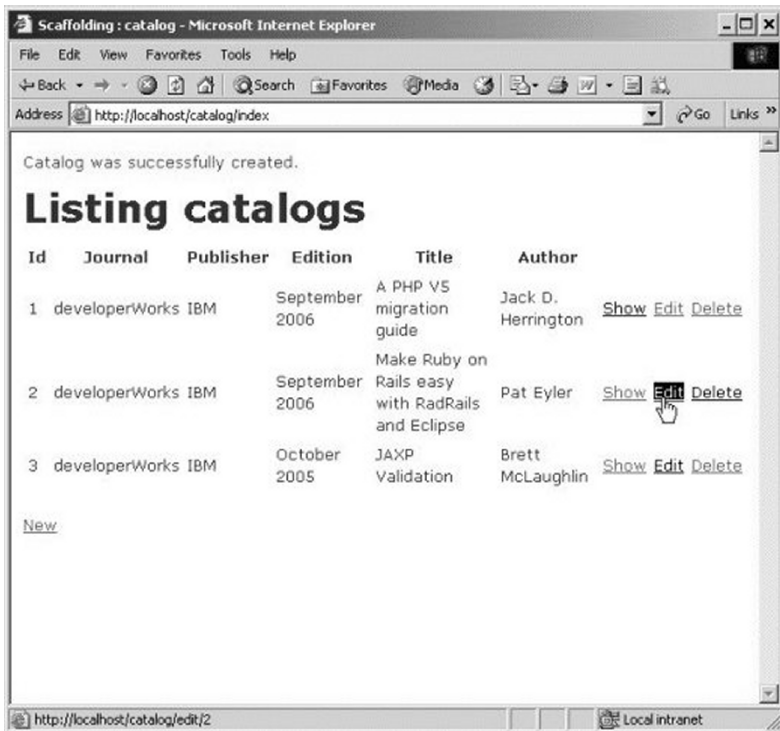 Scaffolding : catalog - Microsoft Internet Explorer
File Edit View Favorites Tools Help
Back Search Favorites Media
Address http://localhost/catalog/index Go Links »
Catalog was successfully created.
Listing catalogs
Id Journal Publisher Edition Title Author
1 developerWorks IBM September 2006 A PHP V5 migration guide Jack D. Herrington Show Edit Delete
2 developerWorks IBM September 2006 Make Ruby on Rails easy with RadRails and Eclipse Pat Eyler Show Edit Delete
3 developerWorks IBM October 2005 JAXP Validation Brett McLaughlin Show Edit Delete
New
http://localhost/catalog/edit/2 Local intranet